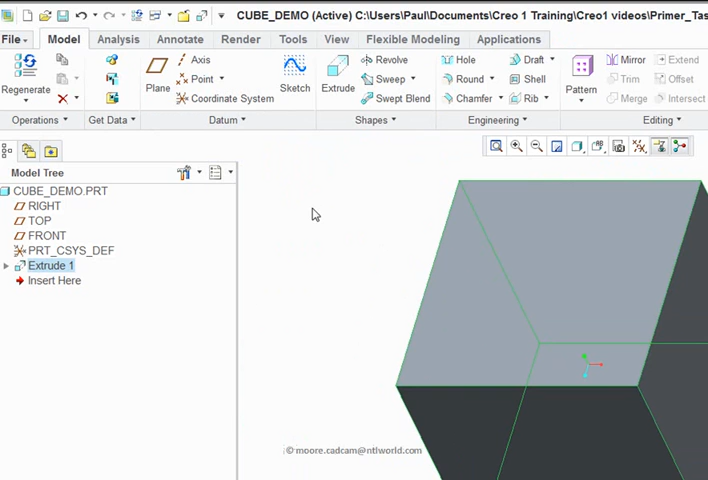 CUBE_DEMO (Active) C:\Users\Paul\Documents\Creo 1 Training\Creo1 videos\Primer_Tas
File Model Analysis Annotate Render Tools View Flexible Modeling Applications
Regenerate
Operations
Get Data
Plane
Axis
Point
Coordinate System
Sketch
Datum
Extrude
Revolve
Sweep
Swept Blend
Shapes
Hole
Round
Chamfer
Draft
Shell
Rib
Engineering
Pattern
Mirror
Trim
Merge
Extend
Offset
Intersect
Editing
Model Tree
CUBE_DEMO.PRT
RIGHT
TOP
FRONT
PRT_CSYS_DEF
Extrude 1
Insert Here
© moore.cadcam@ntlworld.com